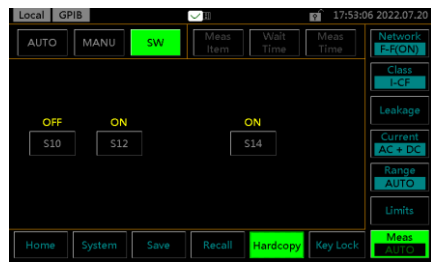 Local GPIB 17:53:06 2022.07.20
AUTO MANU SW Meas Item Wait Time Meas Time
Network
F-F(ON)
Class
I-CF
Leakage
OFF ON ON
S10 S12 S14
Current
AC + DC
Range
AUTO
Limits
Home System Save Recall Hardcopy Key Lock
Meas
AUTO